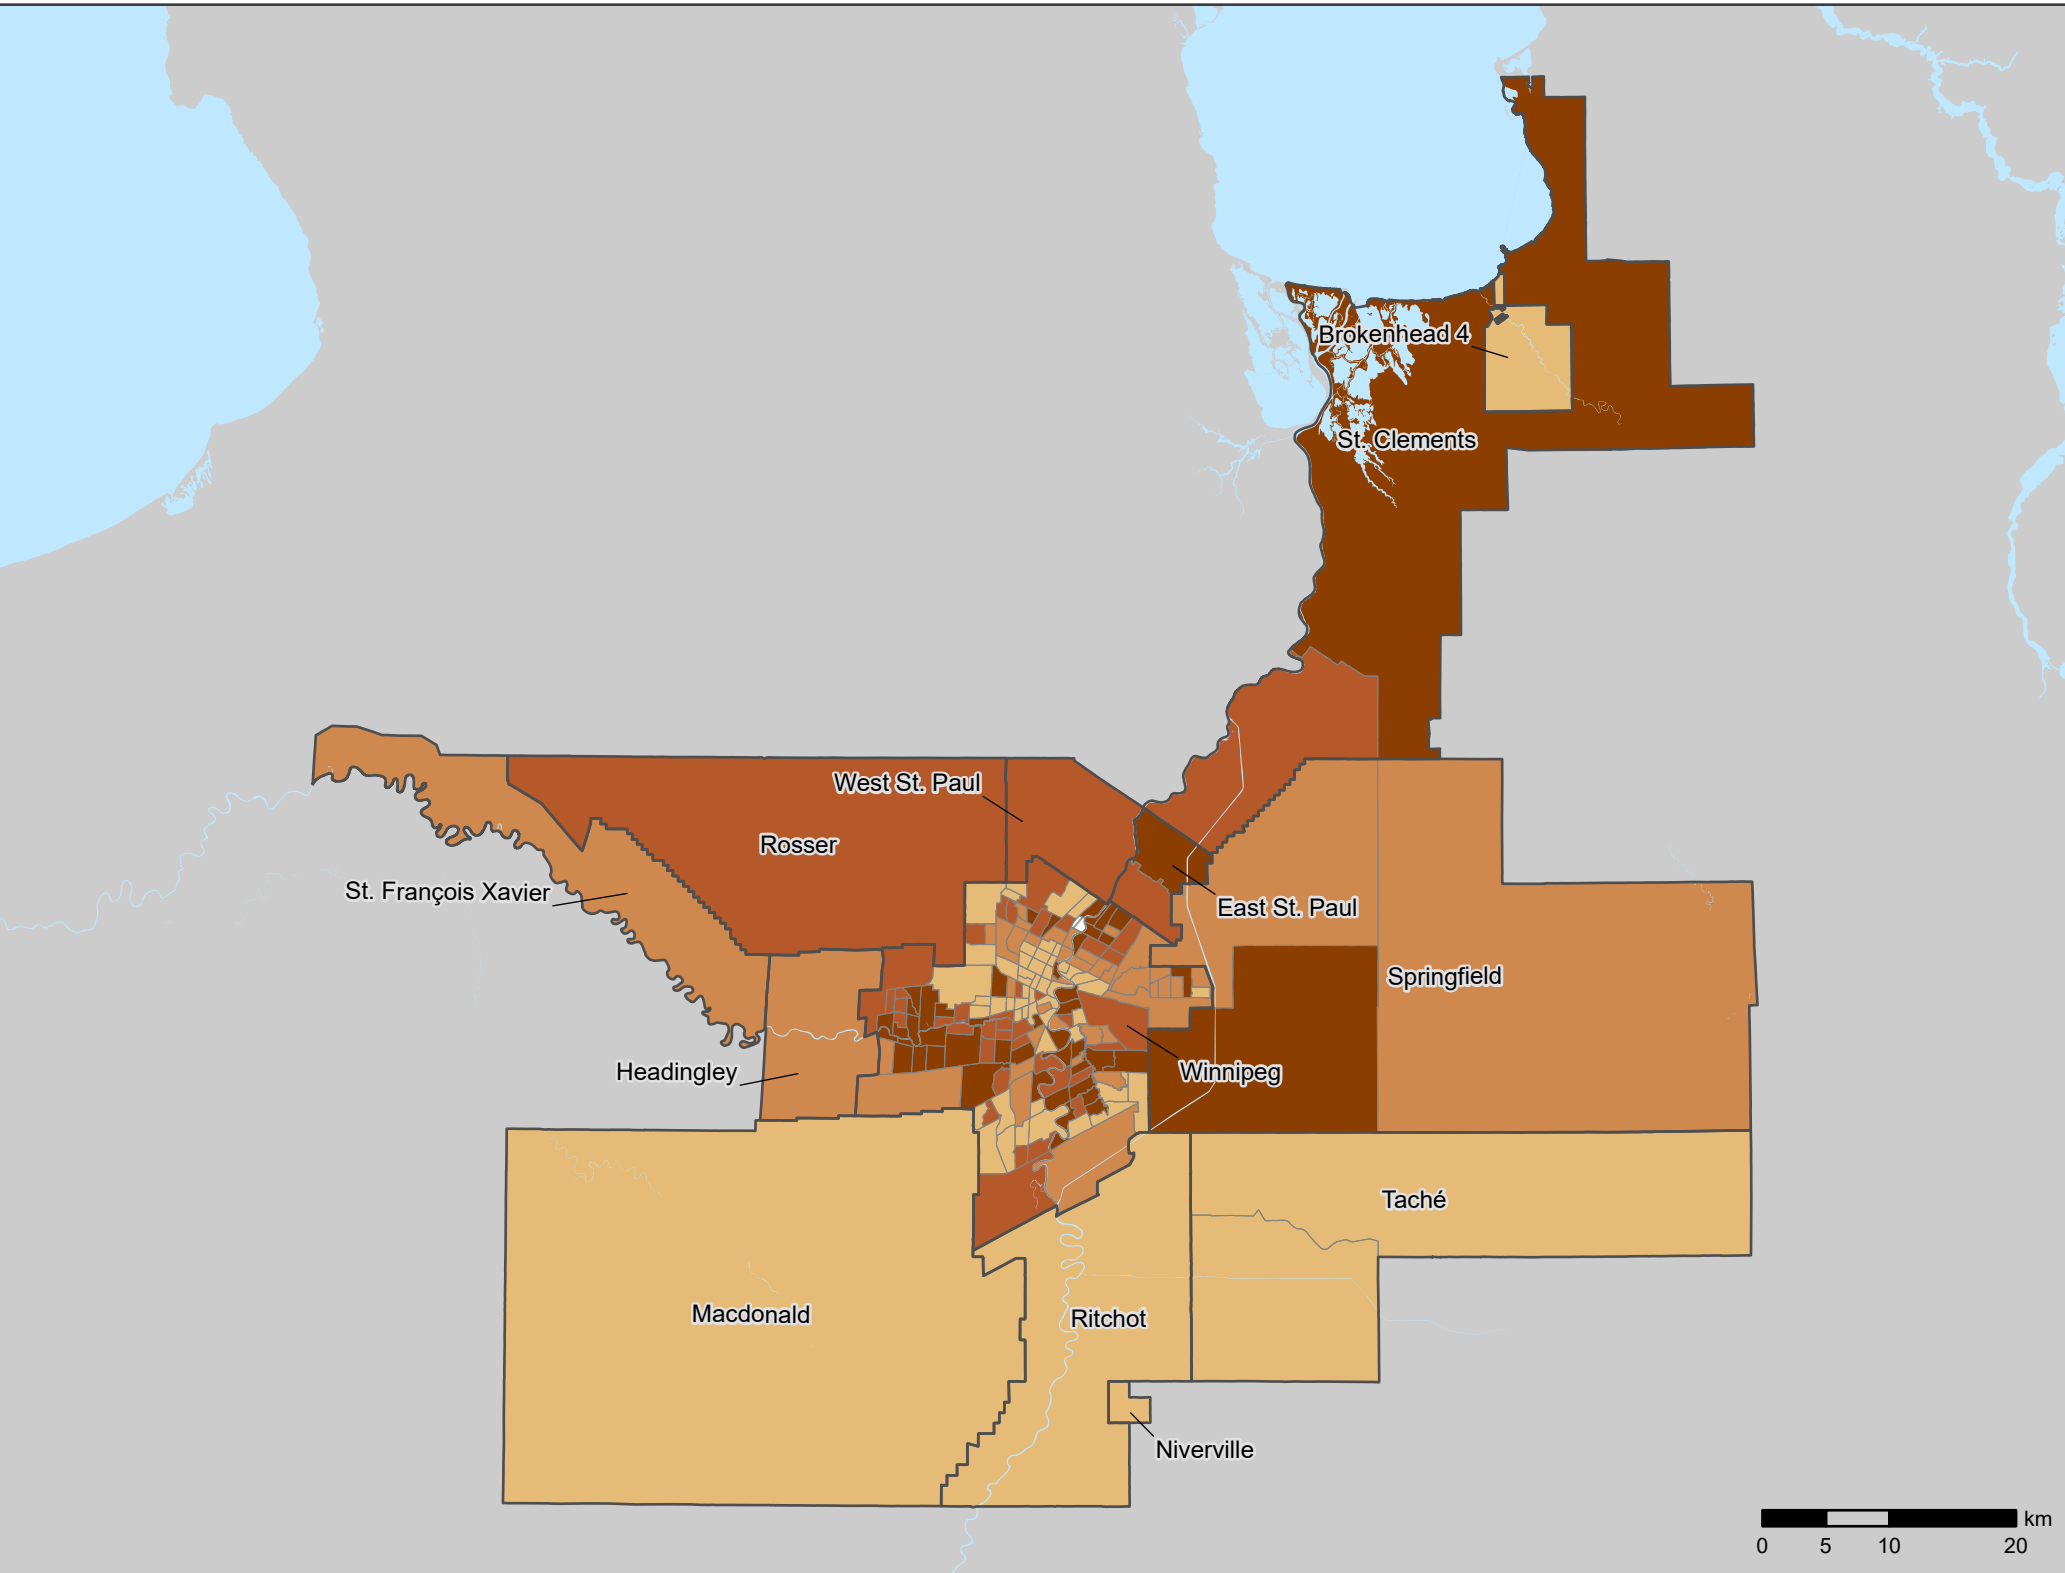 Brokenhead 4
St. Clements
West St. Paul
Rosser
St. François Xavier
East St. Paul
Springfield
Headingley
Winnipeg
Taché
Macdonald
Ritchot
Niverville
km
0 5 10 20